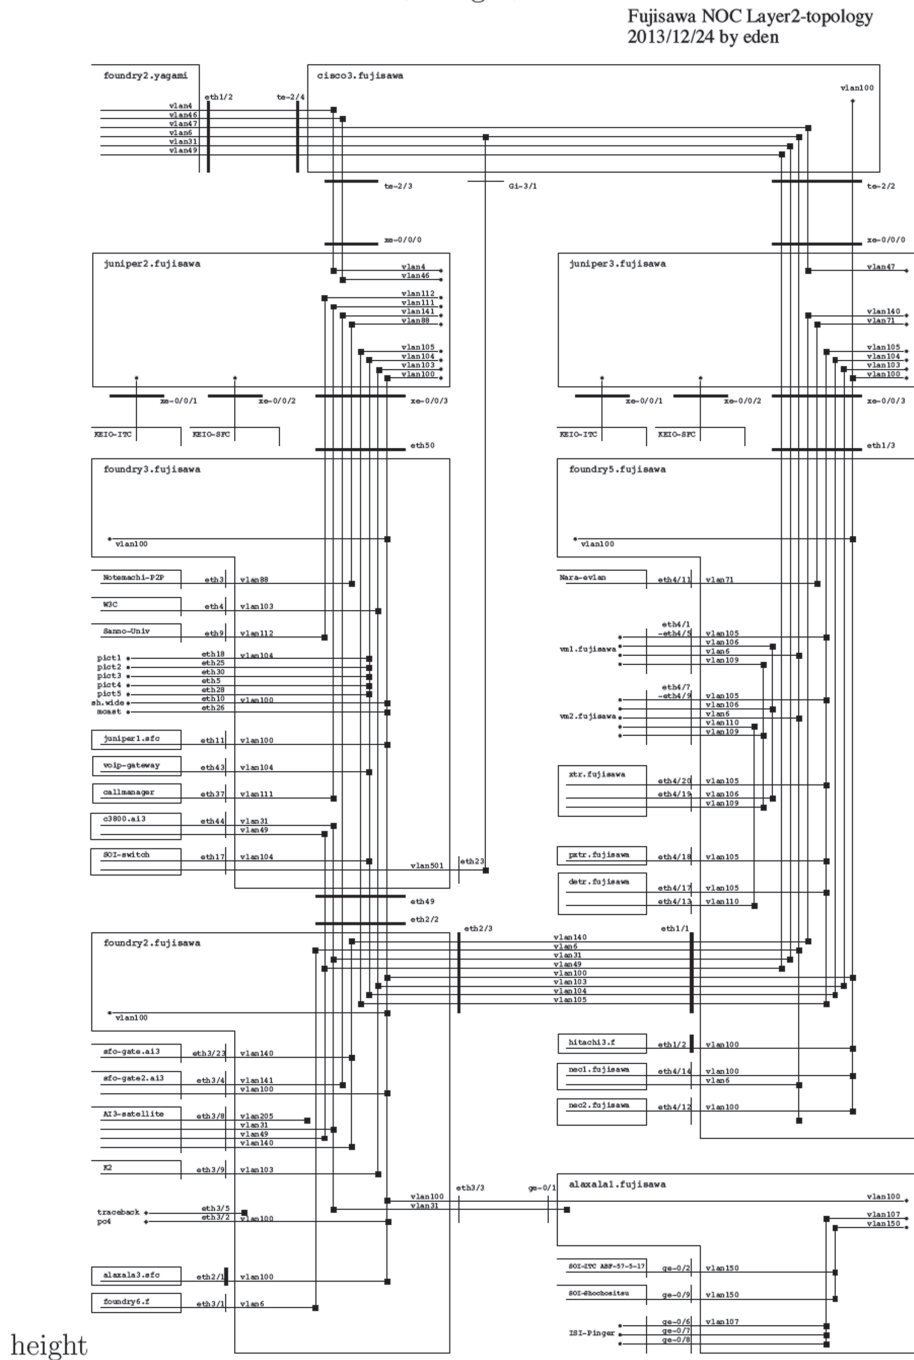 Fujisawa NOC Layer2-topology
2013/12/24 by eden
foundry2.yagami
cisco3.fujisawa
vlan100
eth1/2
te-2/4
vlan4
vlan46
vlan47
vlan6
vlan31
vlan49
te-2/3
Gi-3/1
te-2/2
xe-0/0/0
xe-0/0/0
juniper2.fujisawa
vlan4
vlan46
vlan112
vlan111
vlan141
vlan88
vlan105
vlan104
vlan103
vlan100
juniper3.fujisawa
vlan47
vlan140
vlan71
vlan105
vlan104
vlan103
vlan100
xe-0/0/1
xe-0/0/2
xe-0/0/3
xe-0/0/1
xe-0/0/2
xe-0/0/3
KEIO-ITC
KEIO-SFC
KEIO-ITC
KEIO-SFC
eth50
eth1/3
foundry3.fujisawa
vlan100
Notemachi-P2P eth3 vlan88
W3C eth4 vlan103
Sanno-Univ eth9 vlan112
pict1 eth18 vlan104
pict2 eth25
pict3 eth30
pict4 eth5
pict5 eth28
sh.wide eth10 vlan100
mcast eth26
juniper1.sfc eth11 vlan100
voip-gateway eth43 vlan104
callmanager eth37 vlan111
c3800.ai3 eth44 vlan31
vlan49
SOI-switch eth17 vlan104
vlan501 eth23
eth49
eth2/2
foundry5.fujisawa
vlan100
Nara-evlan eth4/11 vlan71
eth4/1
-eth4/5 vlan105
vlan106
vm1.fujisawa vlan6
vlan109
eth4/7
-eth4/9 vlan105
vlan106
vm2.fujisawa vlan6
vlan110
vlan109
xtr.fujisawa
eth4/20 vlan105
eth4/19 vlan106
vlan109
pxtr.fujisawa eth4/18 vlan105
detr.fujisawa
eth4/17 vlan105
eth4/13 vlan110
foundry2.fujisawa
eth2/3
eth1/1
vlan140
vlan6
vlan31
vlan49
vlan100
vlan103
vlan104
vlan105
vlan100
sfc-gate.ai3 eth3/23 vlan140
sfc-gate2.ai3 eth3/4 vlan141
vlan100
AI3-satellite eth3/8 vlan205
vlan31
vlan49
vlan140
K2 eth3/9 vlan103
traceback eth3/5
pc4 eth3/2 vlan100
alaxala3.sfc eth2/1 vlan100
foundry6.f eth3/1 vlan6
hitachi3.f eth1/2 vlan100
nec1.fujisawa eth4/14 vlan100
vlan6
nec2.fujisawa eth4/12 vlan100
vlan100
vlan31
eth3/3
ge-0/1
alaxala1.fujisawa
vlan100
vlan107
vlan150
SOI-ITC ABF-57-5-17 ge-0/2 vlan150
SOI-Shochositsu ge-0/9 vlan150
ge-0/6 vlan107
ISI-Pinger ge-0/7
ge-0/8
height